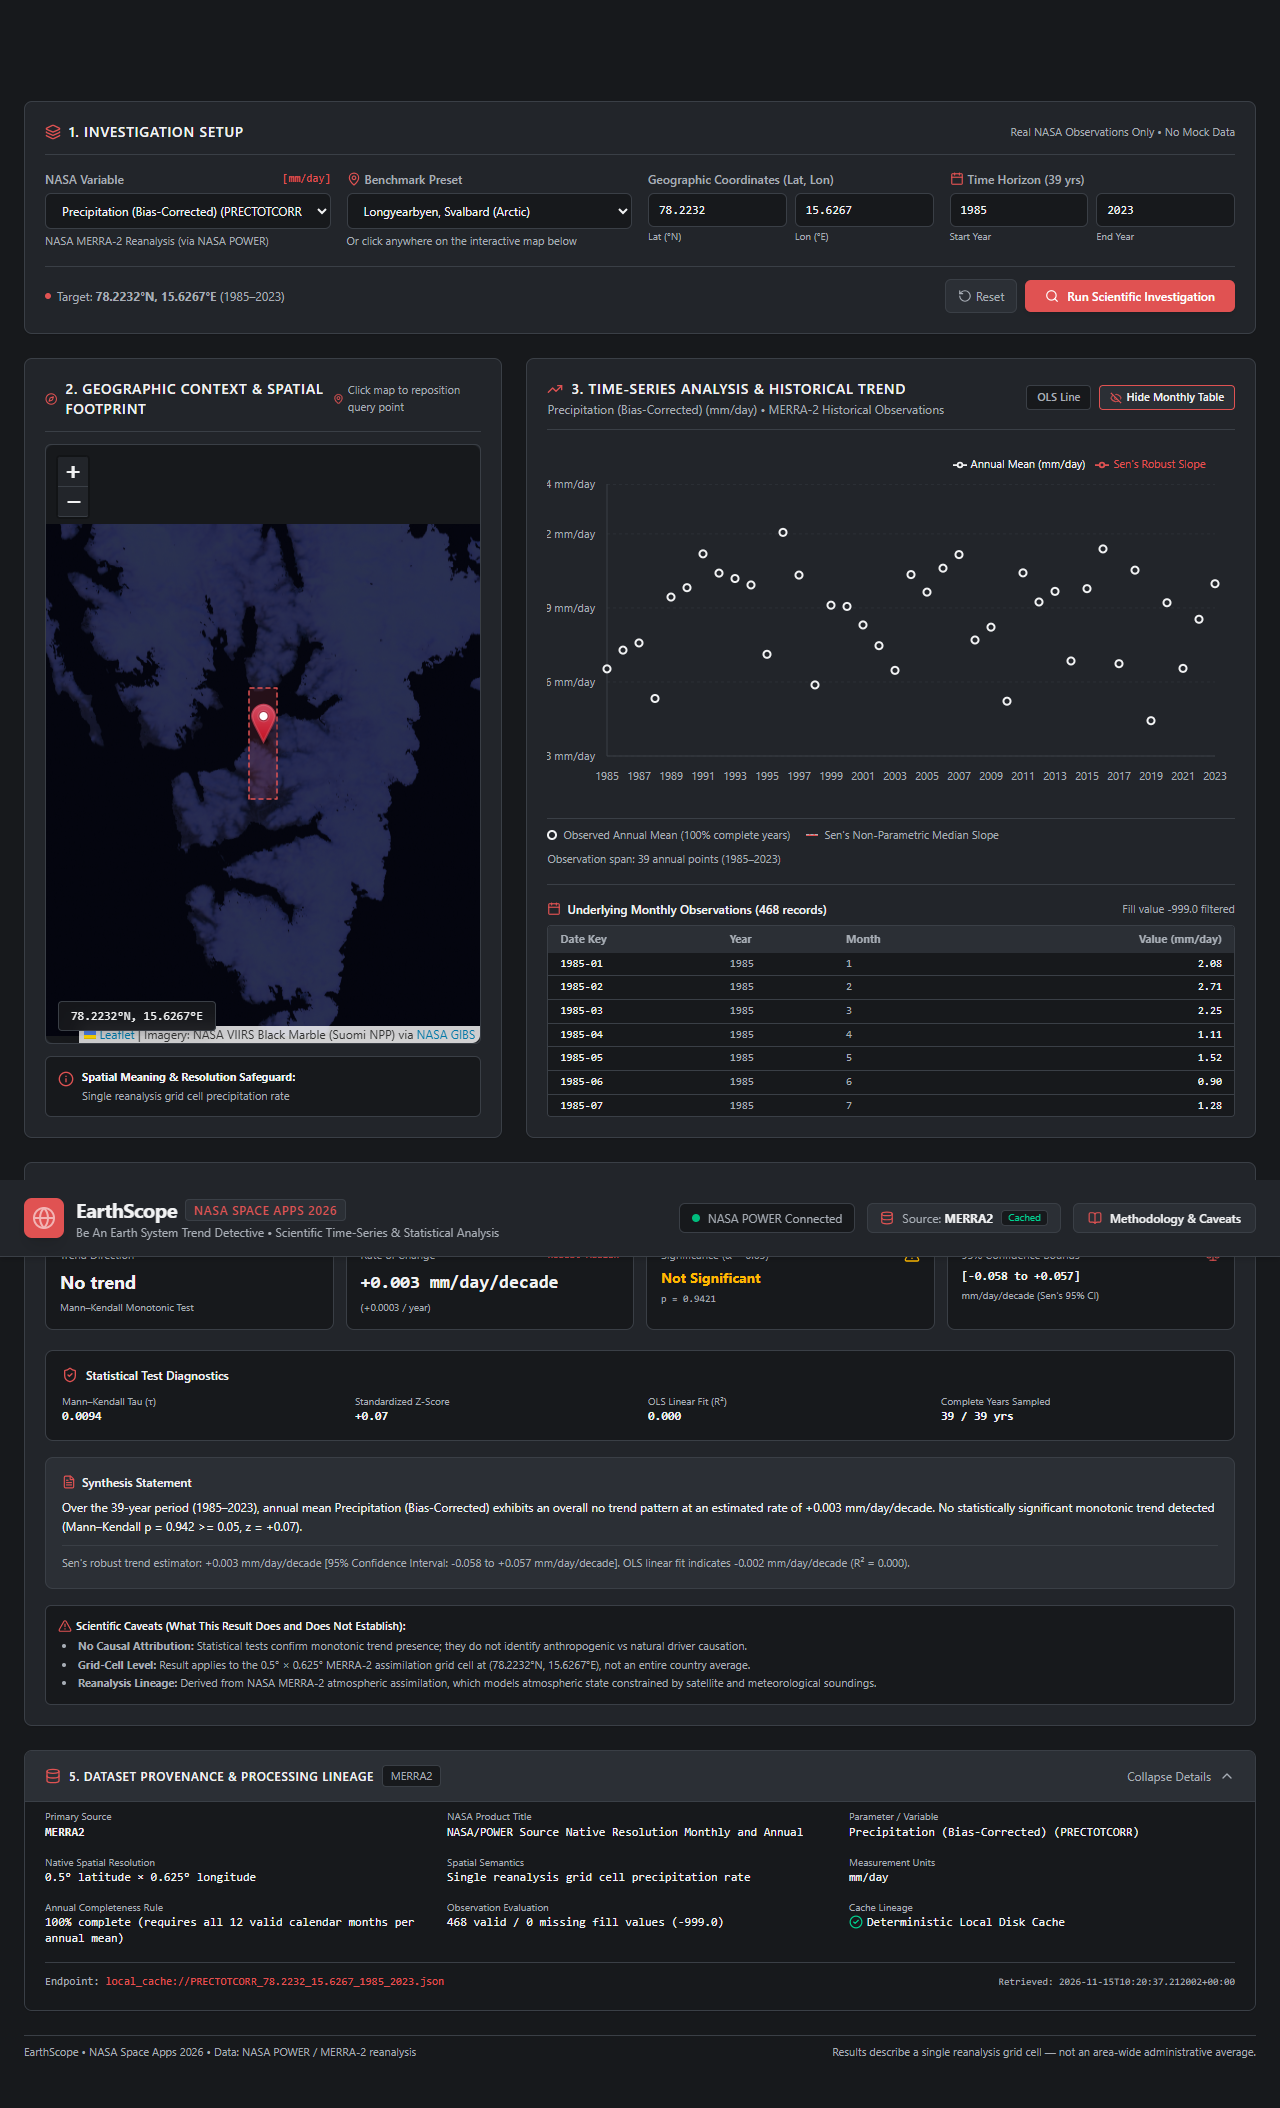 1. INVESTIGATION SETUP
Real NASA Observations Only • No Mock Data
NASA Variable
[mm/day]
Benchmark Preset
Geographic Coordinates (Lat, Lon)
Time Horizon (39 yrs)
Precipitation (Bias-Corrected) (PRECTOTCORR
Longyearbyen, Svalbard (Arctic)
78.2232
15.6267
1985
2023
NASA MERRA-2 Reanalysis (via NASA POWER)
Or click anywhere on the interactive map below
Lat (°N)
Lon (°E)
Start Year
End Year
Target: 78.2232°N, 15.6267°E (1985–2023)
Reset
Run Scientific Investigation
2. GEOGRAPHIC CONTEXT & SPATIAL
FOOTPRINT
Click map to reposition
query point
+
−
78.2232°N, 15.6267°E
Leaflet | Imagery: NASA VIIRS Black Marble (Suomi NPP) via NASA GIBS
Spatial Meaning & Resolution Safeguard:
Single reanalysis grid cell precipitation rate
3. TIME-SERIES ANALYSIS & HISTORICAL TREND
Precipitation (Bias-Corrected) (mm/day) • MERRA-2 Historical Observations
OLS Line
Hide Monthly Table
Annual Mean (mm/day)
Sen's Robust Slope
4 mm/day
2 mm/day
9 mm/day
6 mm/day
3 mm/day
1985 1987 1989 1991 1993 1995 1997 1999 2001 2003 2005 2007 2009 2011 2013 2015 2017 2019 2021 2023
Observed Annual Mean (100% complete years)
Sen's Non-Parametric Median Slope
Observation span: 39 annual points (1985–2023)
Underlying Monthly Observations (468 records)
Fill value -999.0 filtered
Date Key Year Month Value (mm/day)
1985-01 1985 1 2.08
1985-02 1985 2 2.71
1985-03 1985 3 2.25
1985-04 1985 4 1.11
1985-05 1985 5 1.52
1985-06 1985 6 0.90
1985-07 1985 7 1.28
EarthScope
NASA SPACE APPS 2026
Be An Earth System Trend Detective • Scientific Time-Series & Statistical Analysis
NASA POWER Connected
Source: MERRA2 Cached
Methodology & Caveats
No trend
Mann–Kendall Monotonic Test
+0.003 mm/day/decade
(+0.0003 / year)
Not Significant
p = 0.9421
[-0.058 to +0.057]
mm/day/decade (Sen's 95% CI)
Statistical Test Diagnostics
Mann–Kendall Tau (τ)
0.0094
Standardized Z-Score
+0.07
OLS Linear Fit (R²)
0.000
Complete Years Sampled
39 / 39 yrs
Synthesis Statement
Over the 39-year period (1985–2023), annual mean Precipitation (Bias-Corrected) exhibits an overall no trend pattern at an estimated rate of +0.003 mm/day/decade. No statistically significant monotonic trend detected
(Mann–Kendall p = 0.942 >= 0.05, z = +0.07).
Sen's robust trend estimator: +0.003 mm/day/decade [95% Confidence Interval: -0.058 to +0.057 mm/day/decade]. OLS linear fit indicates -0.002 mm/day/decade (R² = 0.000).
Scientific Caveats (What This Result Does and Does Not Establish):
• No Causal Attribution: Statistical tests confirm monotonic trend presence; they do not identify anthropogenic vs natural driver causation.
• Grid-Cell Level: Result applies to the 0.5° × 0.625° MERRA-2 assimilation grid cell at (78.2232°N, 15.6267°E), not an entire country average.
• Reanalysis Lineage: Derived from NASA MERRA-2 atmospheric assimilation, which models atmospheric state constrained by satellite and meteorological soundings.
5. DATASET PROVENANCE & PROCESSING LINEAGE
MERRA2
Collapse Details
Primary Source
MERRA2
NASA Product Title
NASA/POWER Source Native Resolution Monthly and Annual
Parameter / Variable
Precipitation (Bias-Corrected) (PRECTOTCORR)
Native Spatial Resolution
0.5° latitude × 0.625° longitude
Spatial Semantics
Single reanalysis grid cell precipitation rate
Measurement Units
mm/day
Annual Completeness Rule
100% complete (requires all 12 valid calendar months per
annual mean)
Observation Evaluation
468 valid / 0 missing fill values (-999.0)
Cache Lineage
Deterministic Local Disk Cache
Endpoint: local_cache://PRECTOTCORR_78.2232_15.6267_1985_2023.json
Retrieved: 2026-11-15T10:20:37.212002+00:00
EarthScope • NASA Space Apps 2026 • Data: NASA POWER / MERRA-2 reanalysis
Results describe a single reanalysis grid cell — not an area-wide administrative average.